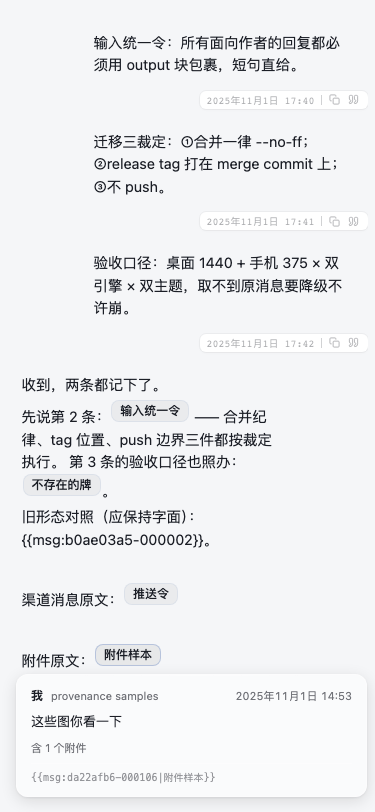 输入统一令：所有面向作者的回复都必
须用 output 块包裹，短句直给。
2025年11月1日 17:40
迁移三裁定：①合并一律 --no-ff；
②release tag 打在 merge commit 上；
③不 push。
2025年11月1日 17:41
验收口径：桌面 1440 + 手机 375 × 双
引擎 × 双主题，取不到原消息要降级不
许崩。
2025年11月1日 17:42
收到，两条都记下了。
先说第 2 条： 输入统一令 —— 合并纪
律、tag 位置、push 边界三件都按裁定
执行。 第 3 条的验收口径也照办：
不存在的牌 。
旧形态对照（应保持字面）：
{{msg:b0ae03a5-000002}}。
渠道消息原文： 推送令
附件原文： 附件样本
我 provenance samples 2025年11月1日 14:53
这些图你看一下
含 1 个附件
{{msg:da22afb6-000106|附件样本}}